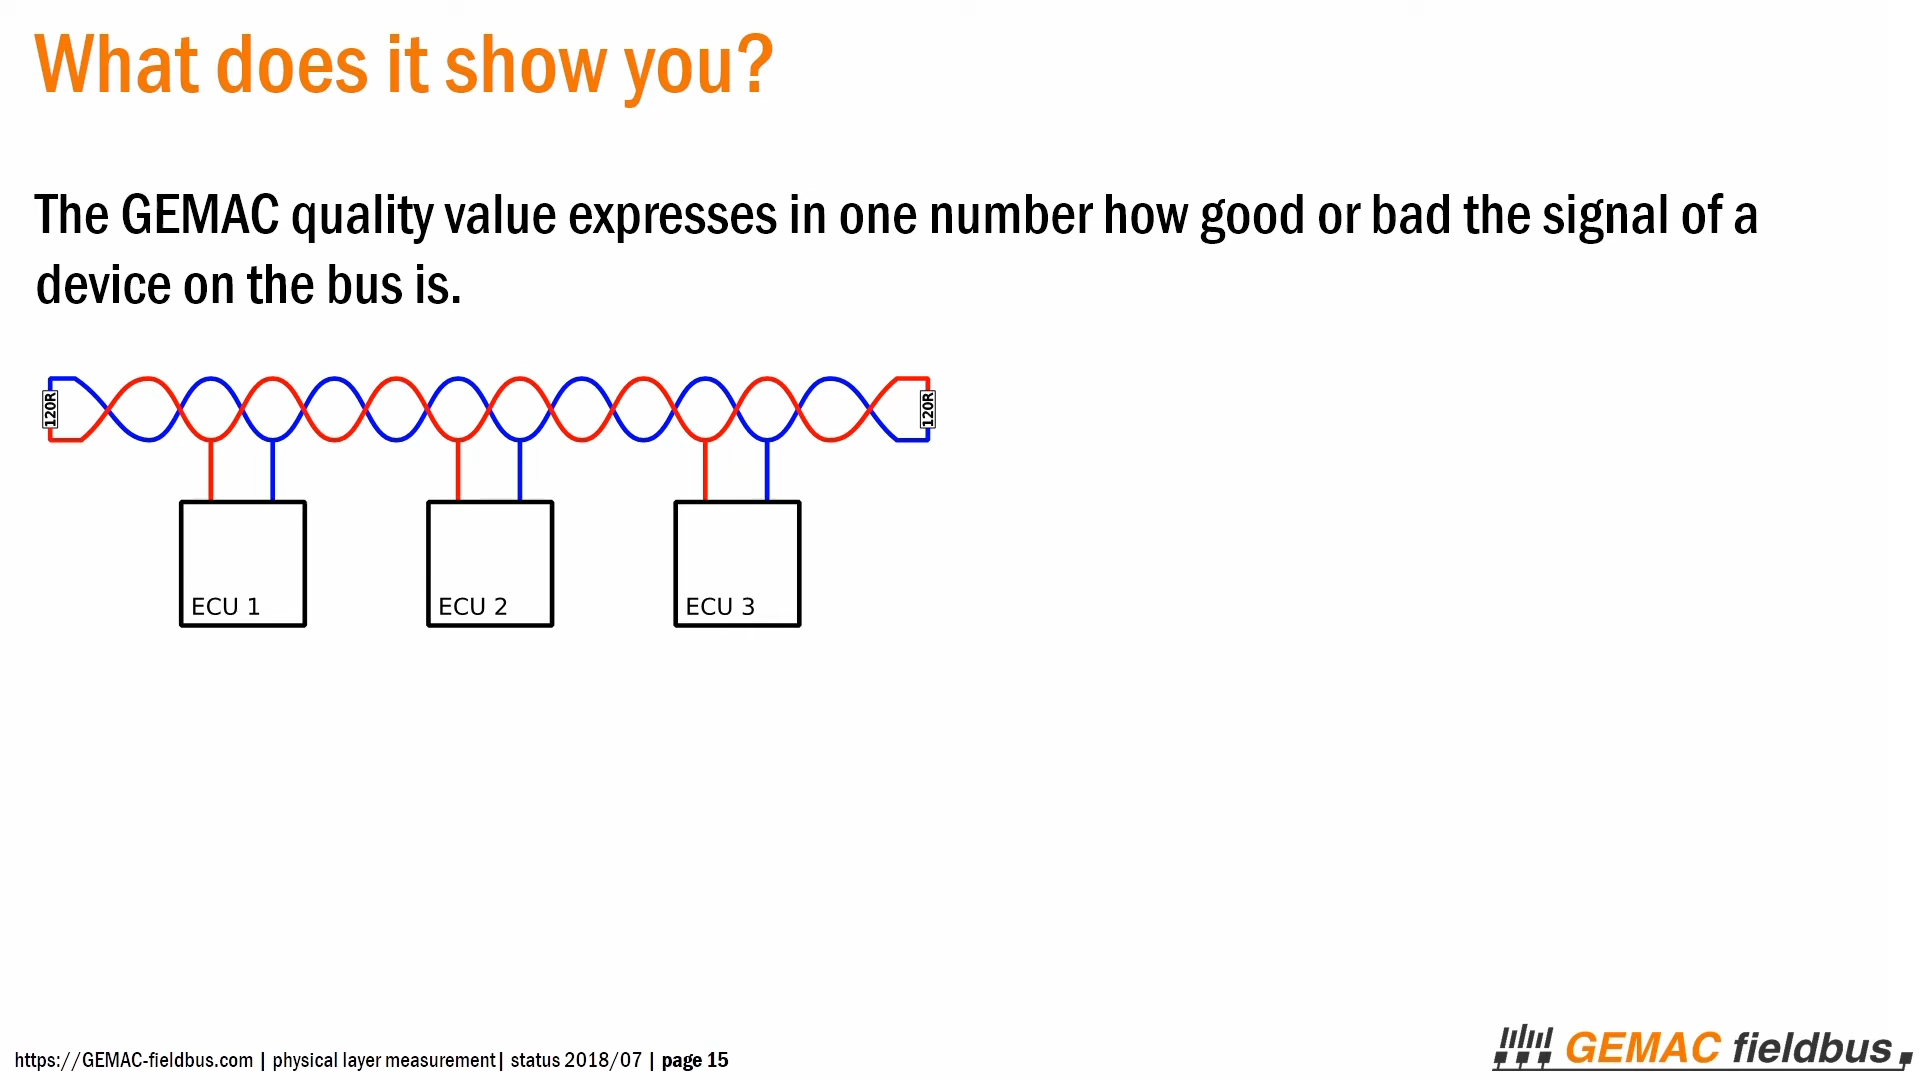 What does it show you?
The GEMAC quality value expresses in one number how good or bad the signal of a
device on the bus is.
120R
120R
ECU 1
ECU 2
ECU 3
https://GEMAC-fieldbus.com | physical layer measurement| status 2018/07 | page 15
GEMAC fieldbus